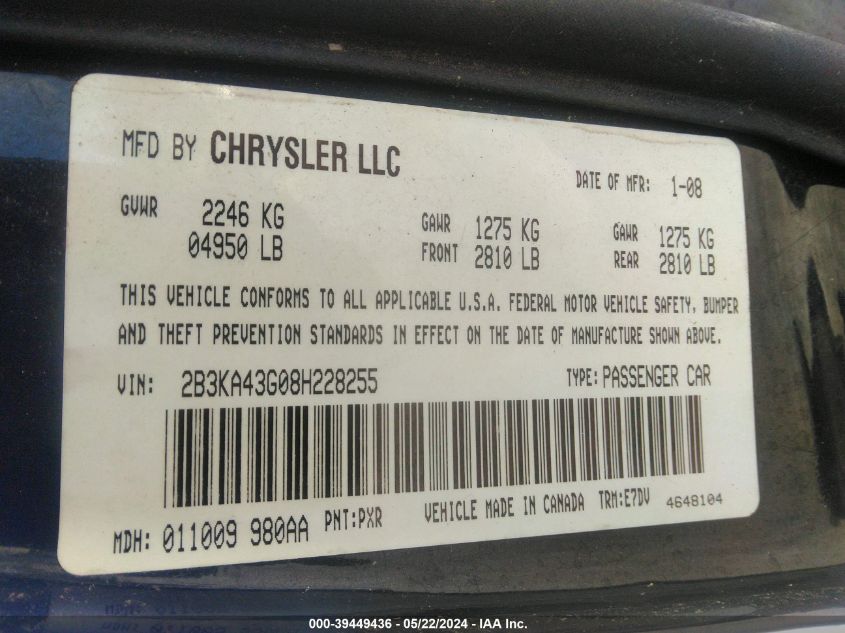 MFD BY CHRYSLER LLC
DATE OF MFR: 1-08
GVWR 2246 KG
04950 LB
GAWR 1275 KG
FRONT 2810 LB
GAWR 1275 KG
REAR 2810 LB
THIS VEHICLE CONFORMS TO ALL APPLICABLE U.S.A. FEDERAL MOTOR VEHICLE SAFETY, BUMPER
AND THEFT PREVENTION STANDARDS IN EFFECT ON THE DATE OF MANUFACTURE SHOWN ABOVE.
VIN: 2B3KA43G08H228255 TYPE: PASSENGER CAR
MDH: 011009 980AA PNT:PXR VEHICLE MADE IN CANADA TRM:E7DV 4648104
000-39449436 - 05/22/2024 - IAA Inc.